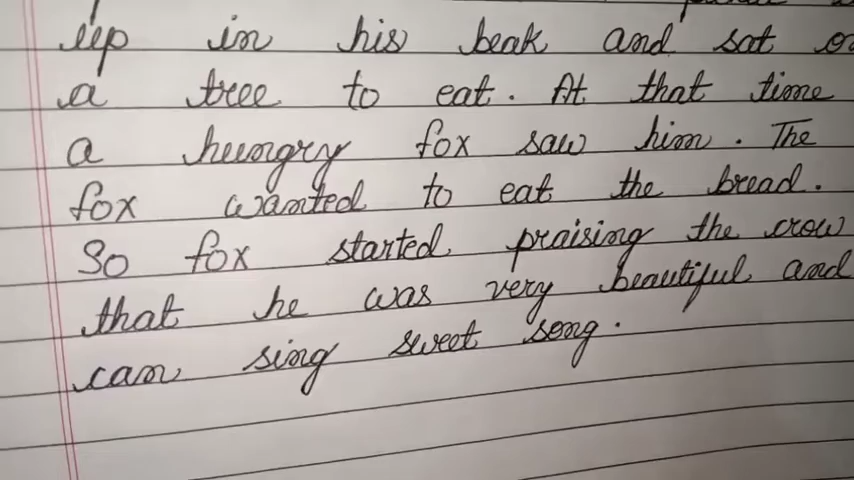 up in his beak and sat
a tree to eat. At that time
a hungry fox saw him. The
fox wanted to eat the bread.
So fox started praising the crow
that he was very beautiful and
can sing sweet song.